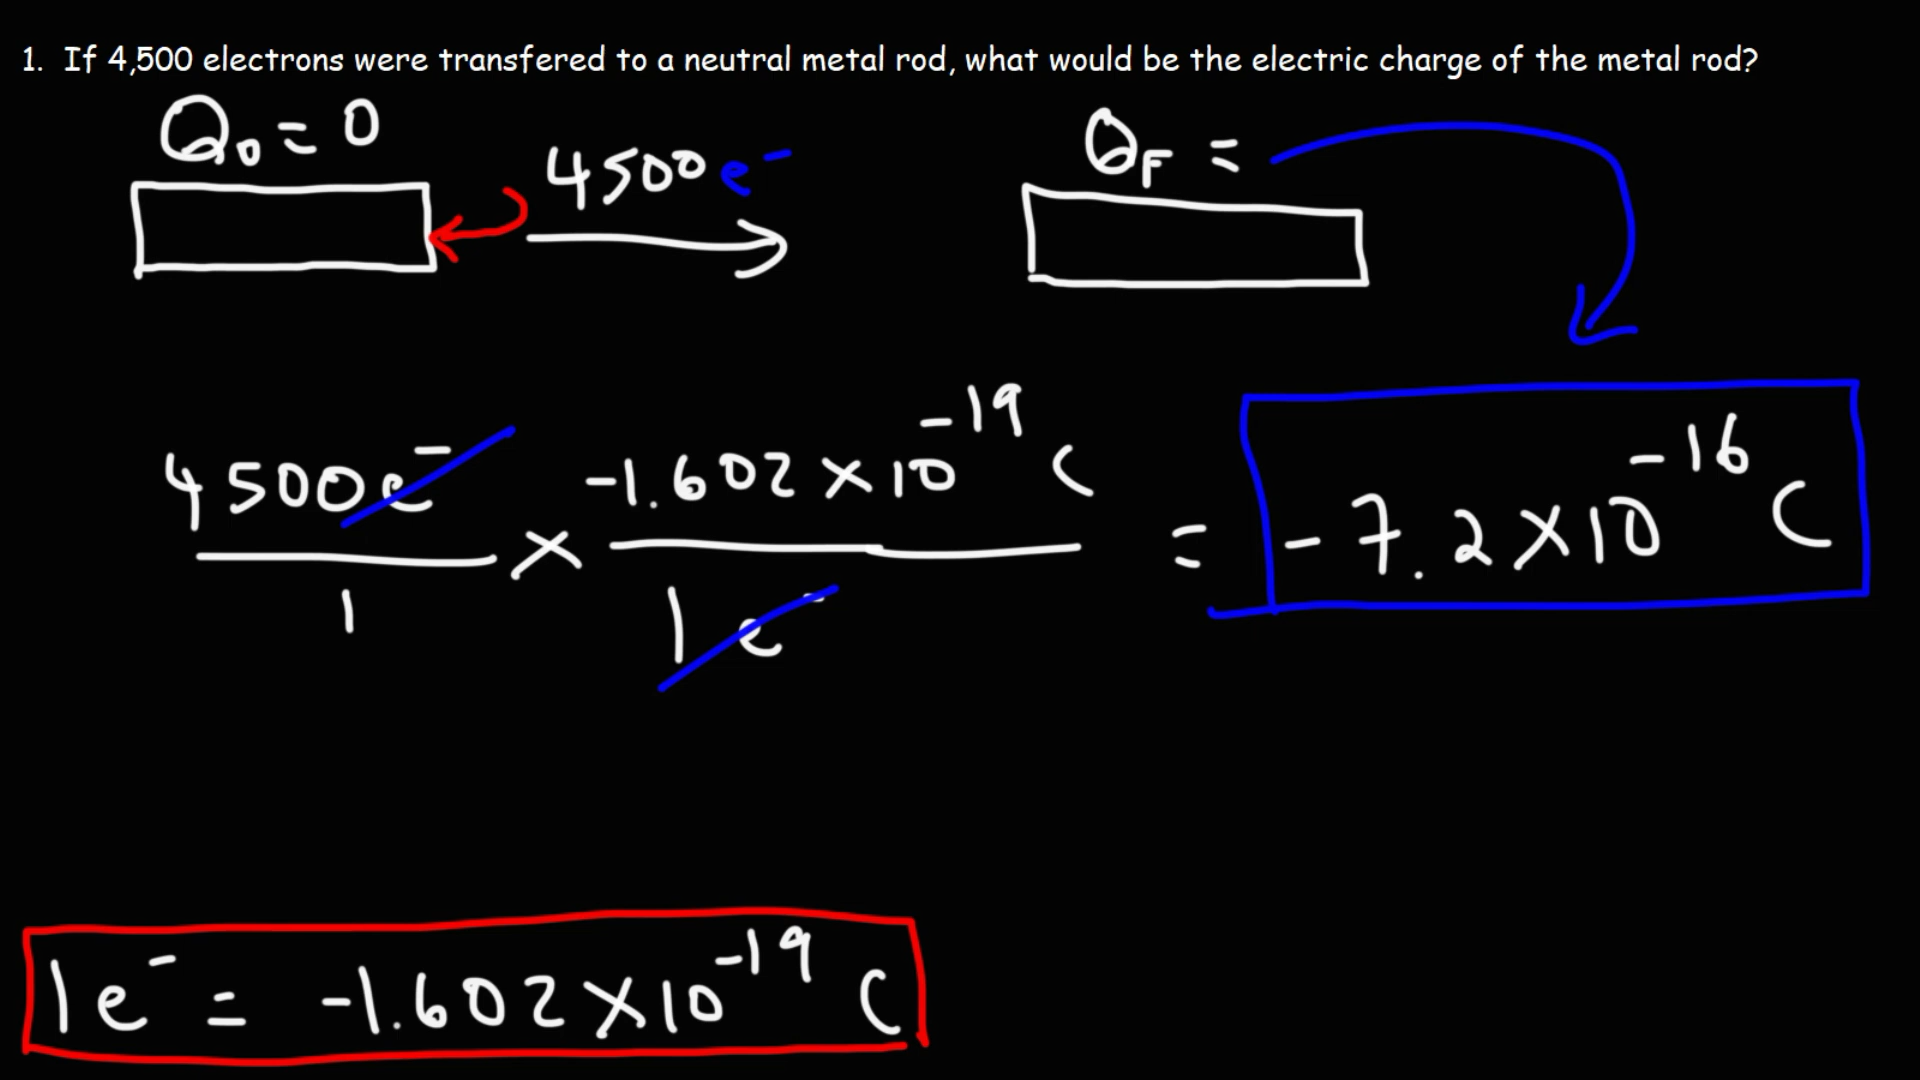 1. If 4,500 electrons were transfered to a neutral metal rod, what would be the electric charge of the metal rod?
Q₀ = 0
4500 e⁻
Q_F =
4500e⁻ / 1 × -1.602 × 10⁻¹⁹ C / 1 e⁻ = -7.2 × 10⁻¹⁶ C
1e⁻ = -1.602 × 10⁻¹⁹ C